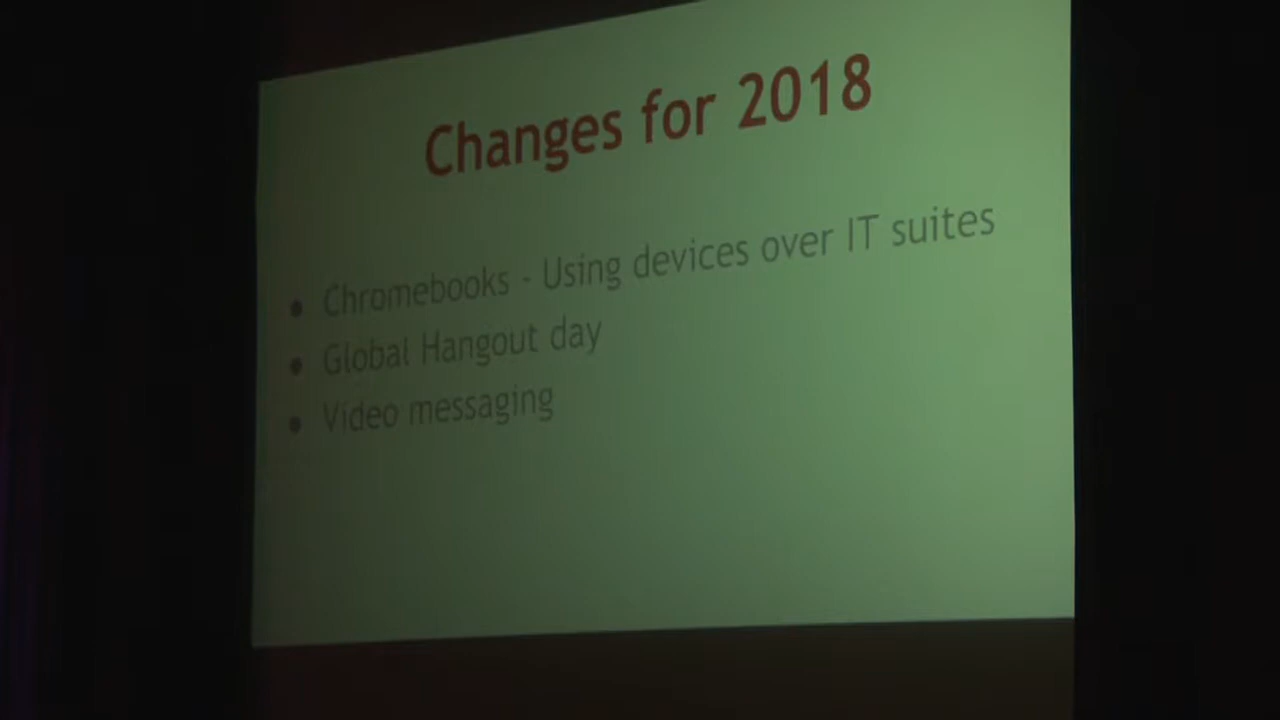 Changes for 2018
● Chromebooks - Using devices over IT suites
● Global Hangout day
● Video messaging